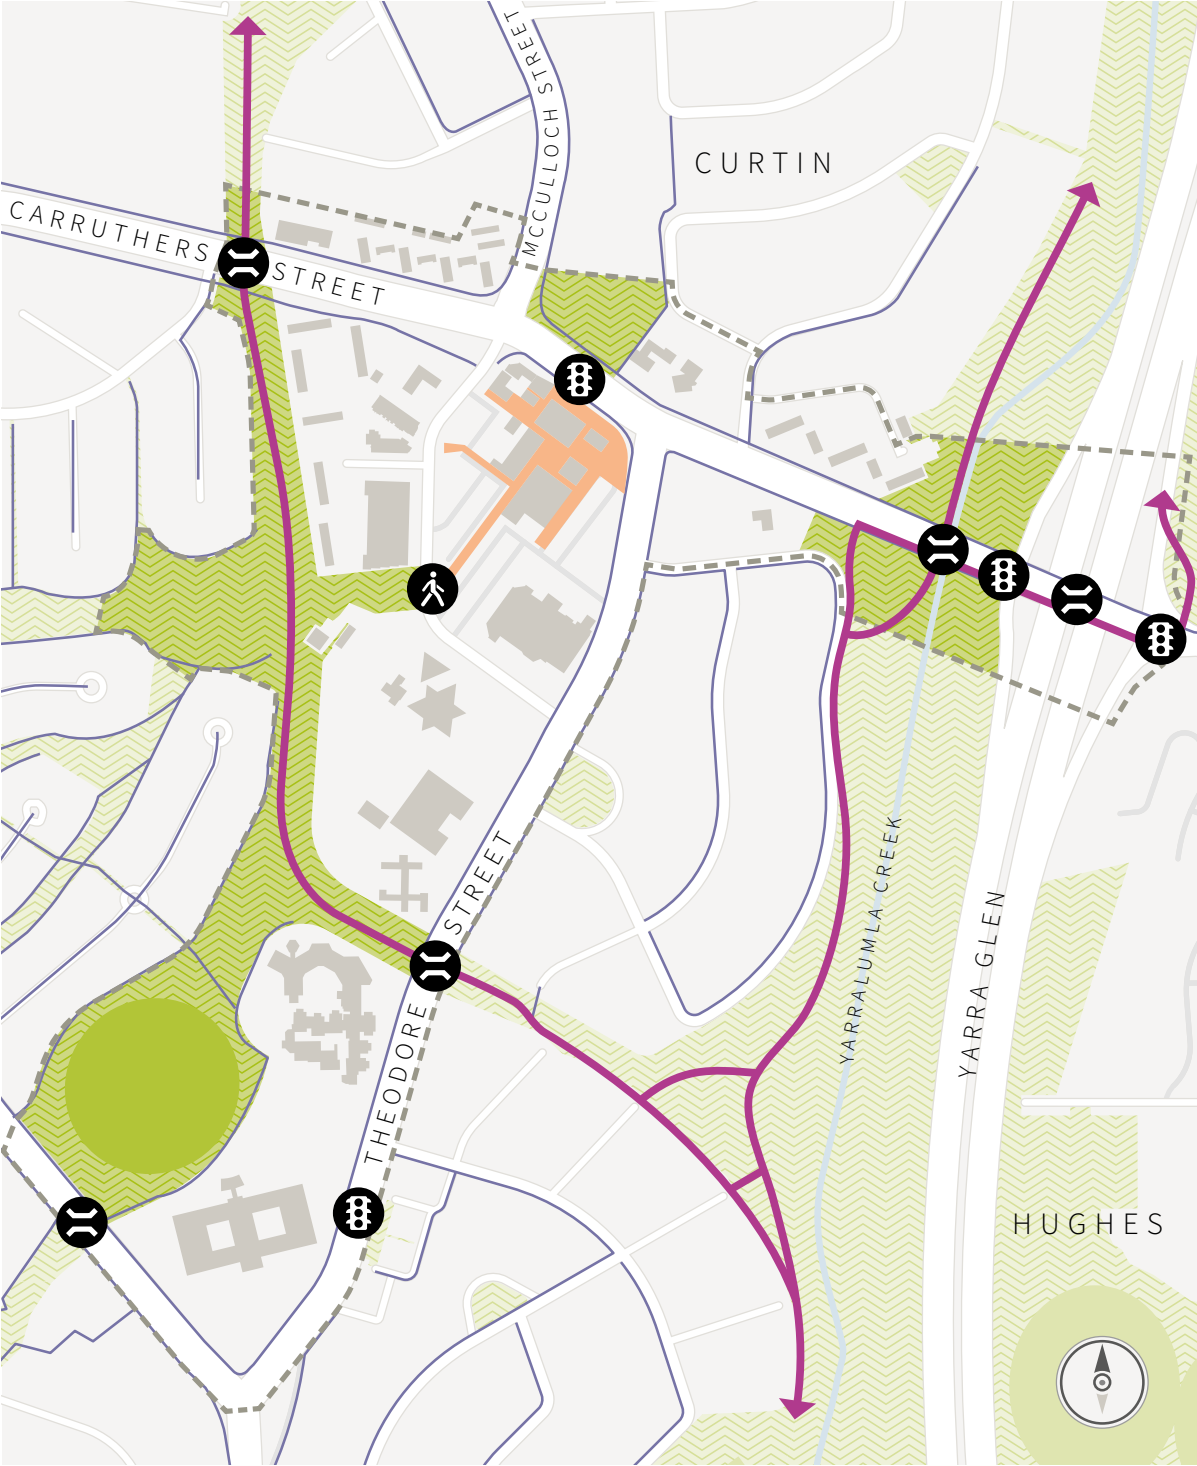 MCCULLOCH STREET
CURTIN
CARRUTHERS STREET
THEODORE STREET
YARRALUMLA CREEK
YARRA GLEN
HUGHES